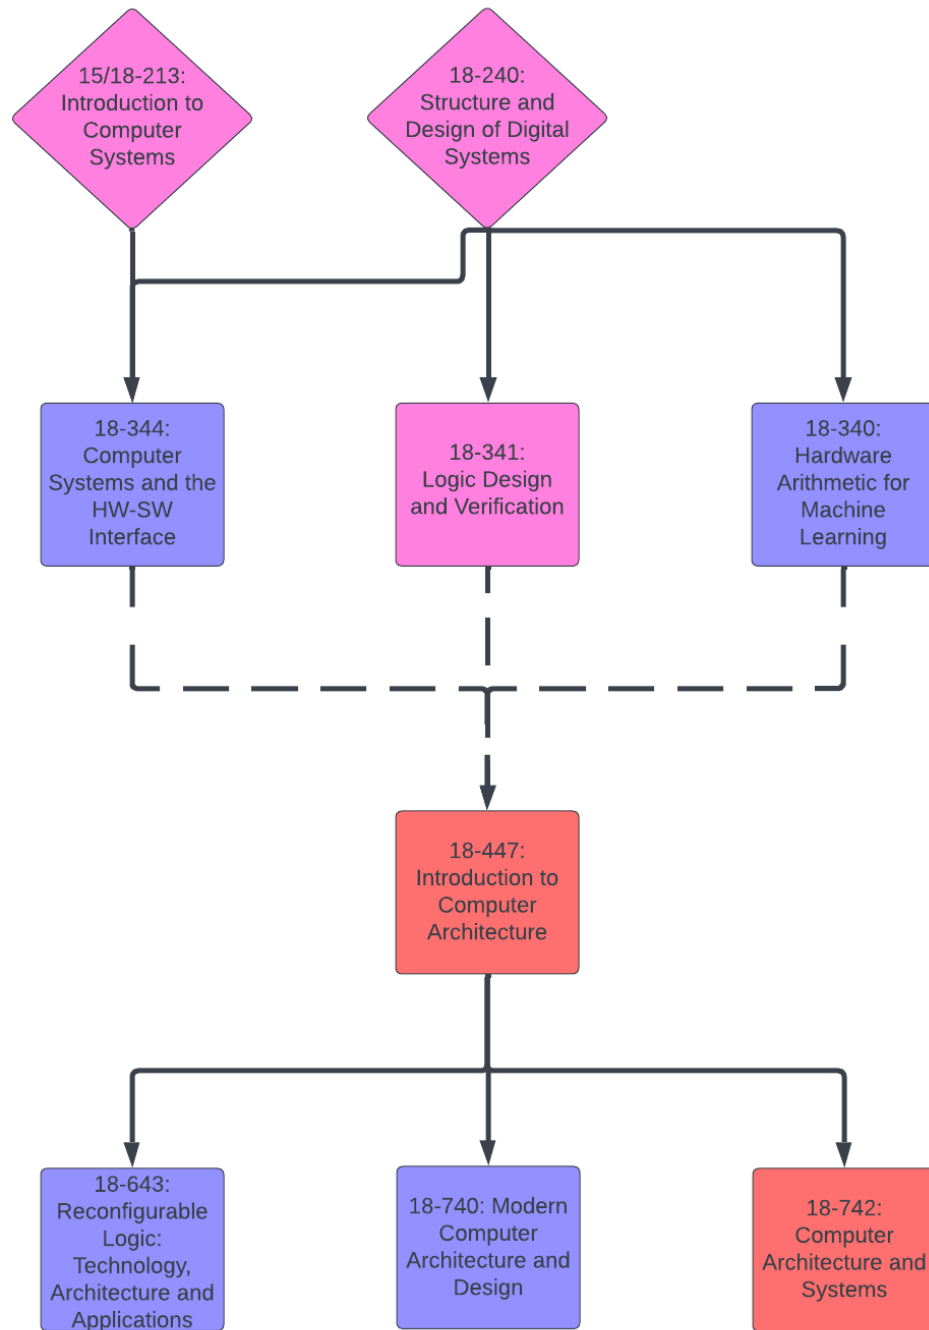 15/18-213:
Introduction to
Computer
Systems
18-240:
Structure and
Design of Digital
Systems
18-344:
Computer
Systems and the
HW-SW
Interface
18-341:
Logic Design
and Verification
18-340:
Hardware
Arithmetic for
Machine
Learning
18-447:
Introduction to
Computer
Architecture
18-643:
Reconfigurable
Logic:
Technology,
Architecture and
Applications
18-740: Modern
Computer
Architecture and
Design
18-742:
Computer
Architecture and
Systems